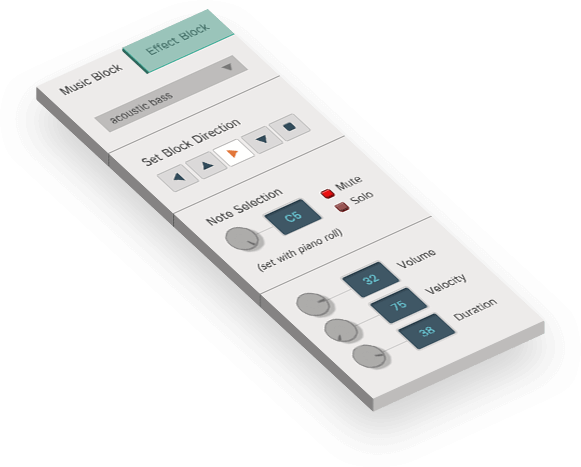 Music Block
Effect Block
acoustic bass
Set Block Direction
Note Selection
C5
Mute
Solo
(set with piano roll)
32
Volume
75
Velocity
38
Duration